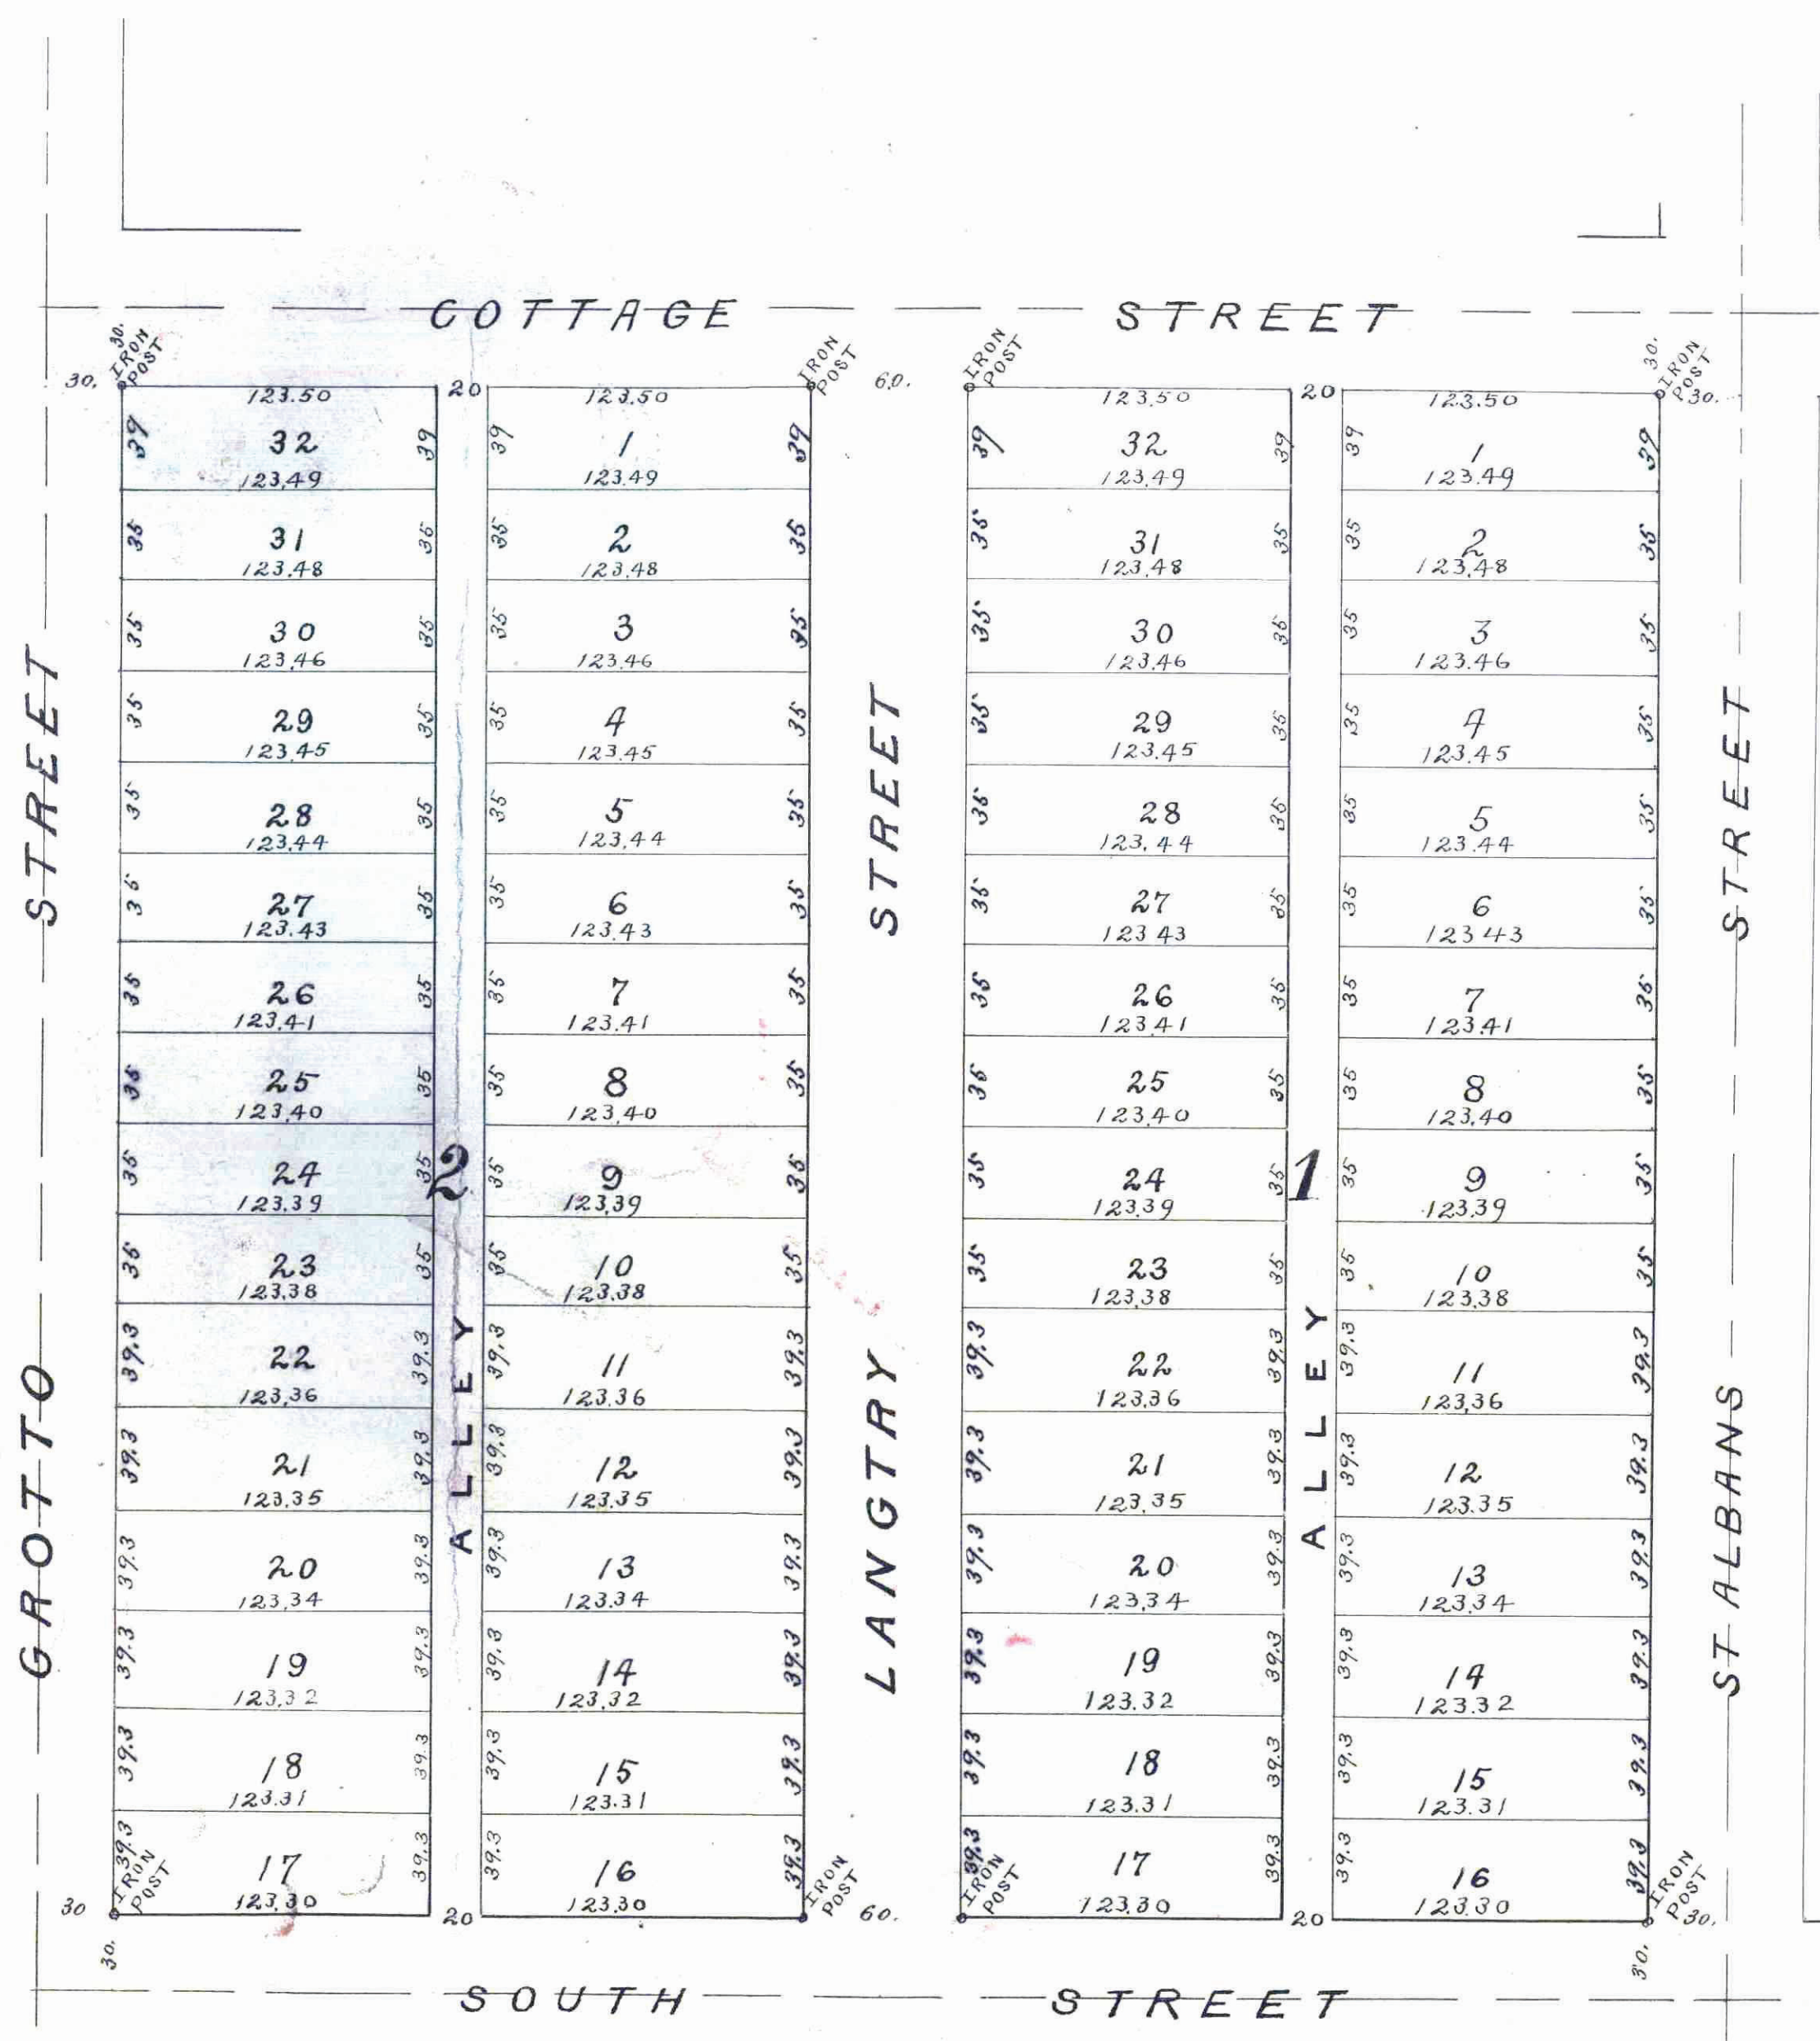 COTTAGE STREET
30. IRON POST IRON POST IRON POST 30. IRON POST
30. 20 60. 20 30.
123.50 123.50 123.50 123.50
39 32 39 39 1 39 39 32 39 39 1 39
123.49 123.49 123.49 123.49
35 31 35 35 2 35 35 31 35 35 2 35
123.48 123.48 123.48 123.48
35 30 35 35 3 35 35 30 35 35 3 35
123.46 123.46 123.46 123.46
35 29 35 35 4 35 35 29 35 35 4 35
123.45 123.45 123.45 123.45
35 28 35 35 5 35 35 28 35 35 5 35
123.44 123.44 123.44 123.44
35 27 35 35 6 35 35 27 35 35 6 35
123.43 123.43 123 43 123 43
35 26 35 35 7 35 35 26 35 35 7 35
123.41 123.41 123.41 123.41
35 25 35 35 8 35 35 25 35 35 8 35
123.40 123.40 123.40 123.40
35 24 35 2 35 9 35 35 24 35 1 35 9 35
123.39 123.39 123.39 123.39
35 23 35 35 10 35 35 23 35 35 10 35
123.38 123.38 123.38 123.38
39.3 22 39.3 39.3 11 39.3 39.3 22 39.3 39.3 11 39.3
123.36 123.36 123.36 123.36
39.3 21 39.3 39.3 12 39.3 39.3 21 39.3 39.3 12 39.3
123.35 123.35 123.35 123.35
39.3 20 39.3 39.3 13 39.3 39.3 20 39.3 39.3 13 39.3
123.34 123.34 123.34 123.34
39.3 19 39.3 39.3 14 39.3 39.3 19 39.3 39.3 14 39.3
123.32 123.32 123.32 123.32
39.3 18 39.3 39.3 15 39.3 39.3 18 39.3 39.3 15 39.3
123.31 123.31 123.31 123.31
39.3 17 39.3 39.3 16 39.3 39.3 17 39.3 39.3 16 39.3
123.30 123.30 123.30 123.30
IRON POST IRON POST IRON POST IRON POST
30 20 60. 20 30.
30. 30.
GROTTO STREET
ALLEY
LANGTRY STREET
ALLEY
ST ALBANS STREET
SOUTH STREET